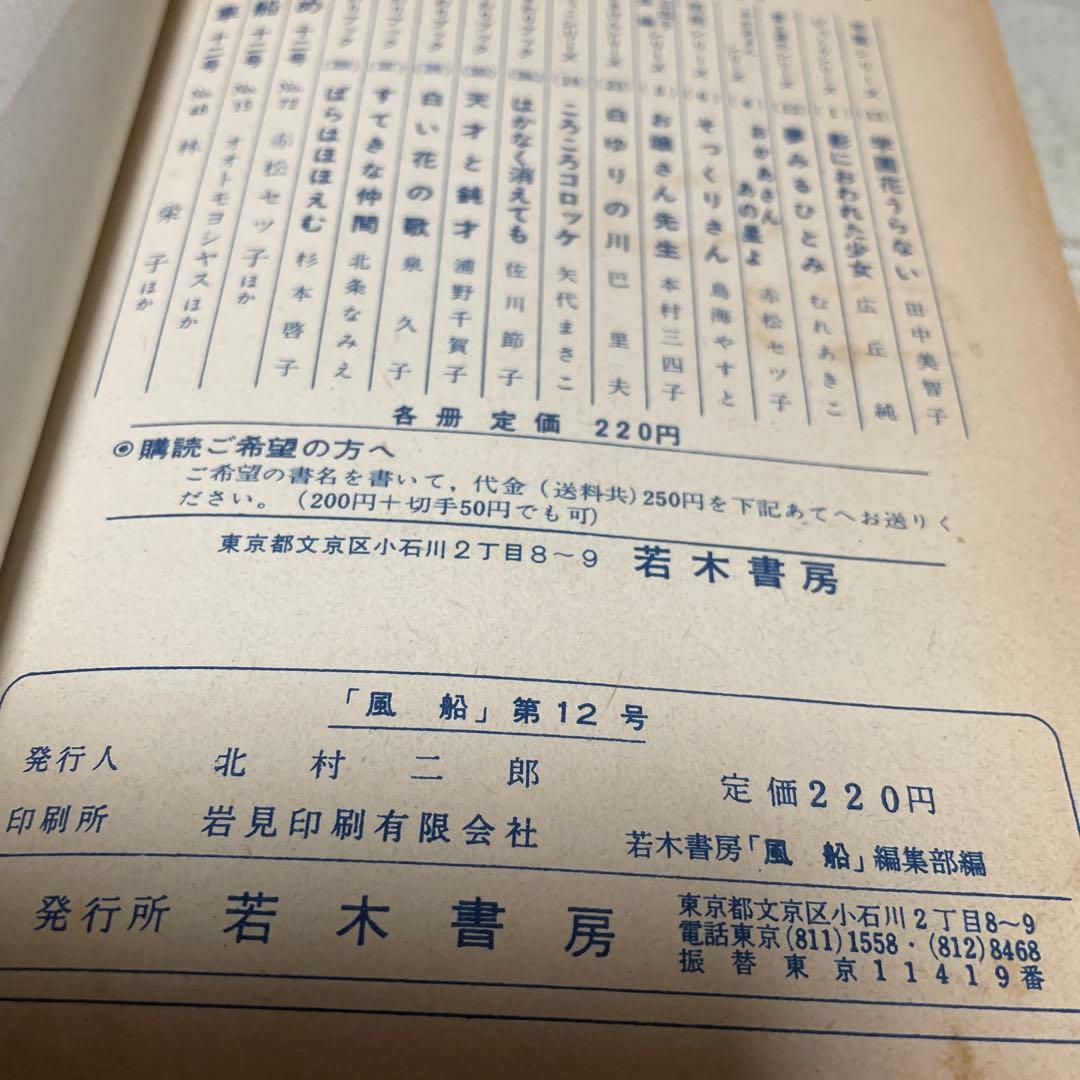 学園花うらない 田中美智子
影におわれた少女 広丘純
夢みるひとみ むれあきこ
おかあさんあの星よ 赤松セツ子
そっくりさん 鳥海やすと
お嬢さん先生 本村三四子
白ゆりの川 巴里夫
ころころコロッケ 矢代まさこ
はかなく消えても 佐川節子
天才と鈍才 浦野千賀子
白い花の歌 泉久子
すてきな仲間 北条なみえ
ばらはほほえむ 杉本啓子
赤松セツ子ほか
オオトモヨシヤスほか
林栄子ほか
各冊 定価 220円
◉購読ご希望の方へ
ご希望の書名を書いて，代金（送料共）250円を下記あてへお送りく
ださい。（200円＋切手50円でも可）
東京都文京区小石川2丁目8～9 若木書房
「風 船」第12号
発行人 北村二郎 定価220円
印刷所 岩見印刷有限会社 若木書房「風 船」編集部編
発行所 若木書房
東京都文京区小石川2丁目8～9
電話東京(811)1558・(812)8468
振替東京11419番